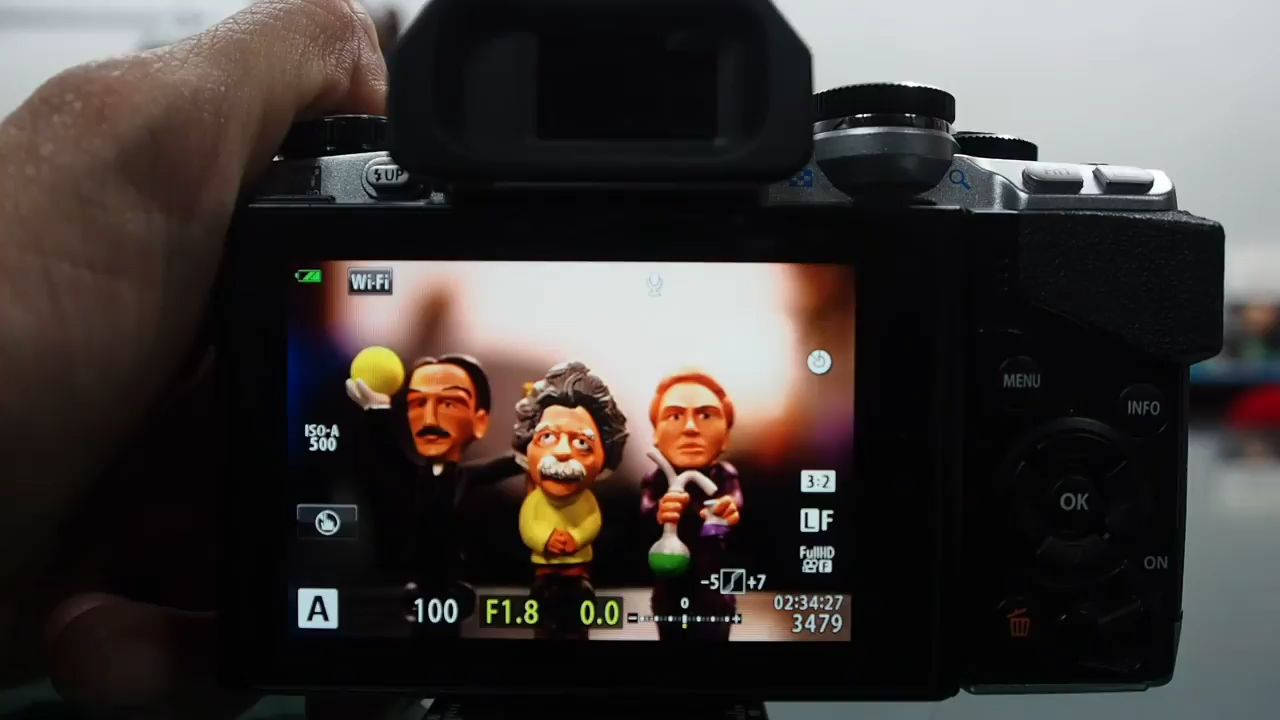 ⚡UP
Wi-Fi
MENU
INFO
ISO-A
500
3:2
LF
OK
FullHD
F
ON
-5 +7
A
100
F1.8
0.0
0
- +
02:34:27
3479